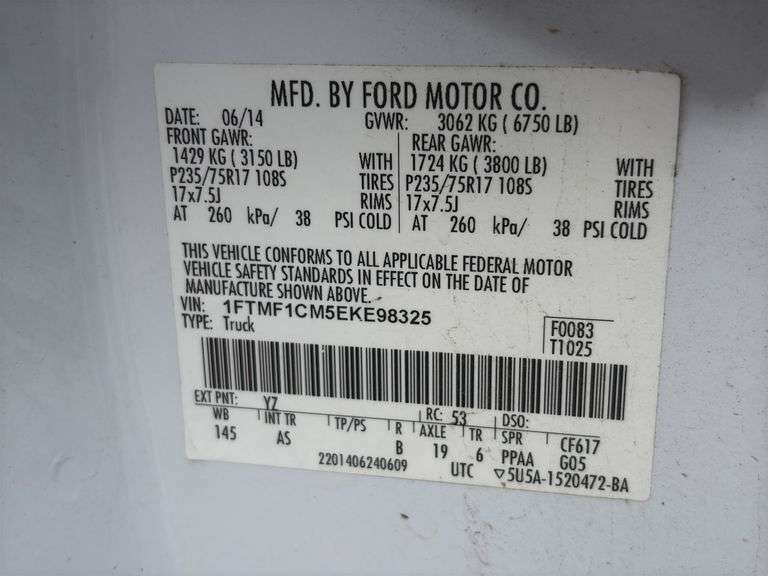 MFD. BY FORD MOTOR CO.
DATE: 06/14 GVWR: 3062 KG ( 6750 LB)
FRONT GAWR: REAR GAWR:
1429 KG ( 3150 LB) WITH 1724 KG ( 3800 LB) WITH
P235/75R17 108S TIRES P235/75R17 108S TIRES
17x7.5J RIMS 17x7.5J RIMS
AT 260 kPa/ 38 PSI COLD AT 260 kPa/ 38 PSI COLD
THIS VEHICLE CONFORMS TO ALL APPLICABLE FEDERAL MOTOR
VEHICLE SAFETY STANDARDS IN EFFECT ON THE DATE OF
MANUFACTURE SHOWN ABOVE.
VIN: 1FTMF1CM5EKE98325 F0083
TYPE: Truck T1025
EXT PNT: YZ RC: 53 DSO:
WB INT TR TP/PS R AXLE TR SPR CF617
145 AS B 19 6 PPAA G05
2201406240609 UTC ▽5U5A-1520472-BA